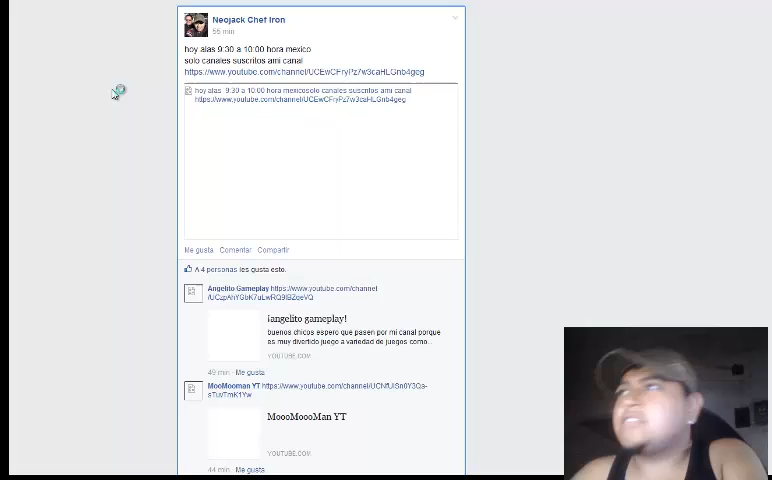 Neojack Chef Iron
55 min
hoy alas 9:30 a 10:00 hora mexico
solo canales suscritos ami canal
https://www.youtube.com/channel/UCEwCFryPz7w3caHLGnb4geg
hoy alas 9:30 a 10:00 hora mexicosolo canales suscritos ami canal
https://www.youtube.com/channel/UCEwCFryPz7w3caHLGnb4geg
Me gusta Comentar Compartir
A 4 personas les gusta esto.
Angelito Gameplay https://www.youtube.com/channel
/UCzpAhYGbK7uLwRQ9IBZqeVQ
¡angelito gameplay!
buenos chicos espero que pasen por mi canal porque
es muy divertido juego a variedad de juegos como...
YOUTUBE.COM
49 min · Me gusta
MooMooman YT https://www.youtube.com/channel/UCNfUISn0Y3Qa-
sTuvTmK1Yw
MoooMoooMan YT
YOUTUBE.COM
44 min · Me gusta